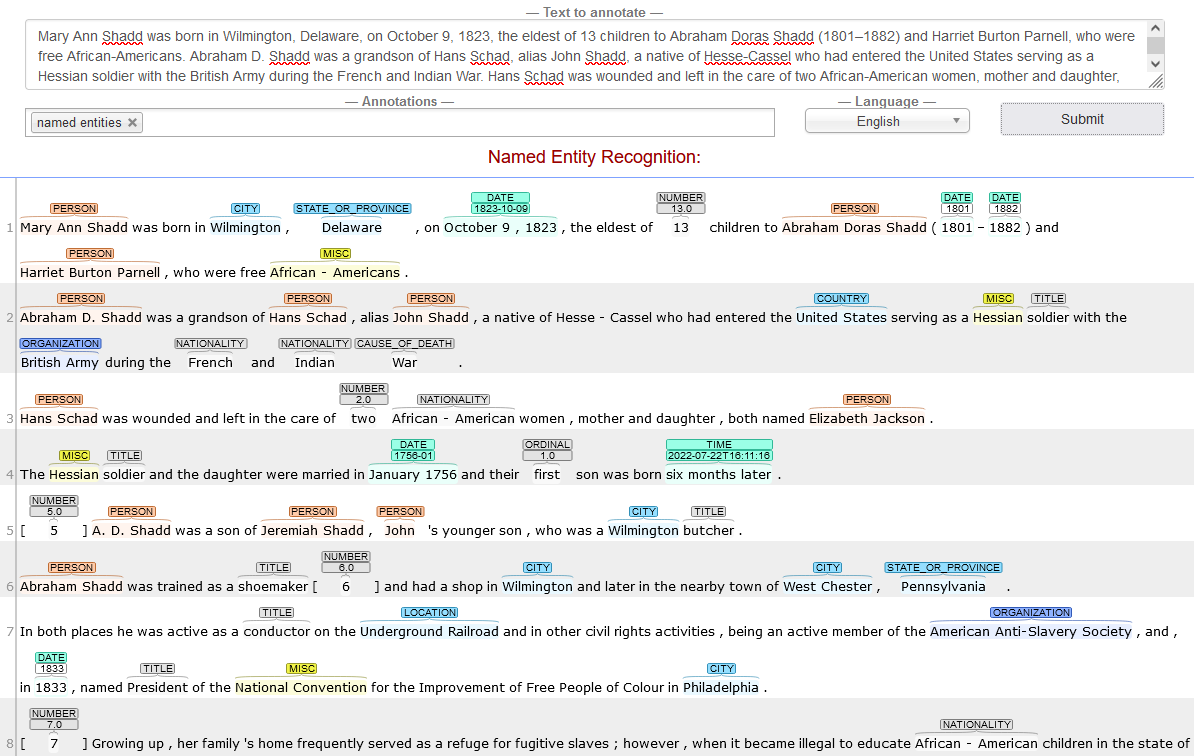 — Text to annotate —
Mary Ann Shadd was born in Wilmington, Delaware, on October 9, 1823, the eldest of 13 children to Abraham Doras Shadd (1801–1882) and Harriet Burton Parnell, who were
free African-Americans. Abraham D. Shadd was a grandson of Hans Schad, alias John Shadd, a native of Hesse-Cassel who had entered the United States serving as a
Hessian soldier with the British Army during the French and Indian War. Hans Schad was wounded and left in the care of two African-American women, mother and daughter,
— Annotations —
— Language —
named entities ×
English
Submit
Named Entity Recognition:
PERSON CITY STATE_OR_PROVINCE DATE NUMBER PERSON DATE DATE
1823-10-09 13.0 1801 1882
1 Mary Ann Shadd was born in Wilmington , Delaware , on October 9 , 1823 , the eldest of 13 children to Abraham Doras Shadd ( 1801 – 1882 ) and
PERSON MISC
Harriet Burton Parnell , who were free African - Americans .
PERSON PERSON PERSON COUNTRY MISC TITLE
2 Abraham D. Shadd was a grandson of Hans Schad , alias John Shadd , a native of Hesse - Cassel who had entered the United States serving as a Hessian soldier with the
ORGANIZATION NATIONALITY NATIONALITY CAUSE_OF_DEATH
British Army during the French and Indian War .
PERSON NUMBER NATIONALITY PERSON
2.0
3 Hans Schad was wounded and left in the care of two African - American women , mother and daughter , both named Elizabeth Jackson .
MISC TITLE DATE ORDINAL TIME
1756-01 1.0 2022-07-22T16:11:16
4 The Hessian soldier and the daughter were married in January 1756 and their first son was born six months later .
NUMBER PERSON PERSON PERSON CITY TITLE
5.0
5 [ 5 ] A. D. Shadd was a son of Jeremiah Shadd , John 's younger son , who was a Wilmington butcher .
PERSON TITLE NUMBER CITY CITY STATE_OR_PROVINCE
6.0
6 Abraham Shadd was trained as a shoemaker [ 6 ] and had a shop in Wilmington and later in the nearby town of West Chester , Pennsylvania .
TITLE LOCATION ORGANIZATION
7 In both places he was active as a conductor on the Underground Railroad and in other civil rights activities , being an active member of the American Anti-Slavery Society , and ,
DATE TITLE MISC CITY
1833
in 1833 , named President of the National Convention for the Improvement of Free People of Colour in Philadelphia .
NUMBER NATIONALITY
7.0
8 [ 7 ] Growing up , her family 's home frequently served as a refuge for fugitive slaves ; however , when it became illegal to educate African - American children in the state of